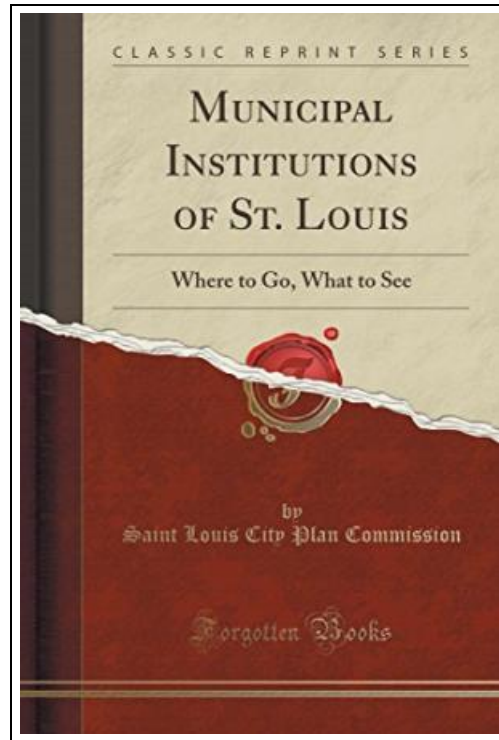 CLASSIC REPRINT SERIES
MUNICIPAL
INSTITUTIONS
OF ST. LOUIS
Where to Go, What to See
by
Saint Louis City Plan Commission
Forgotten Books